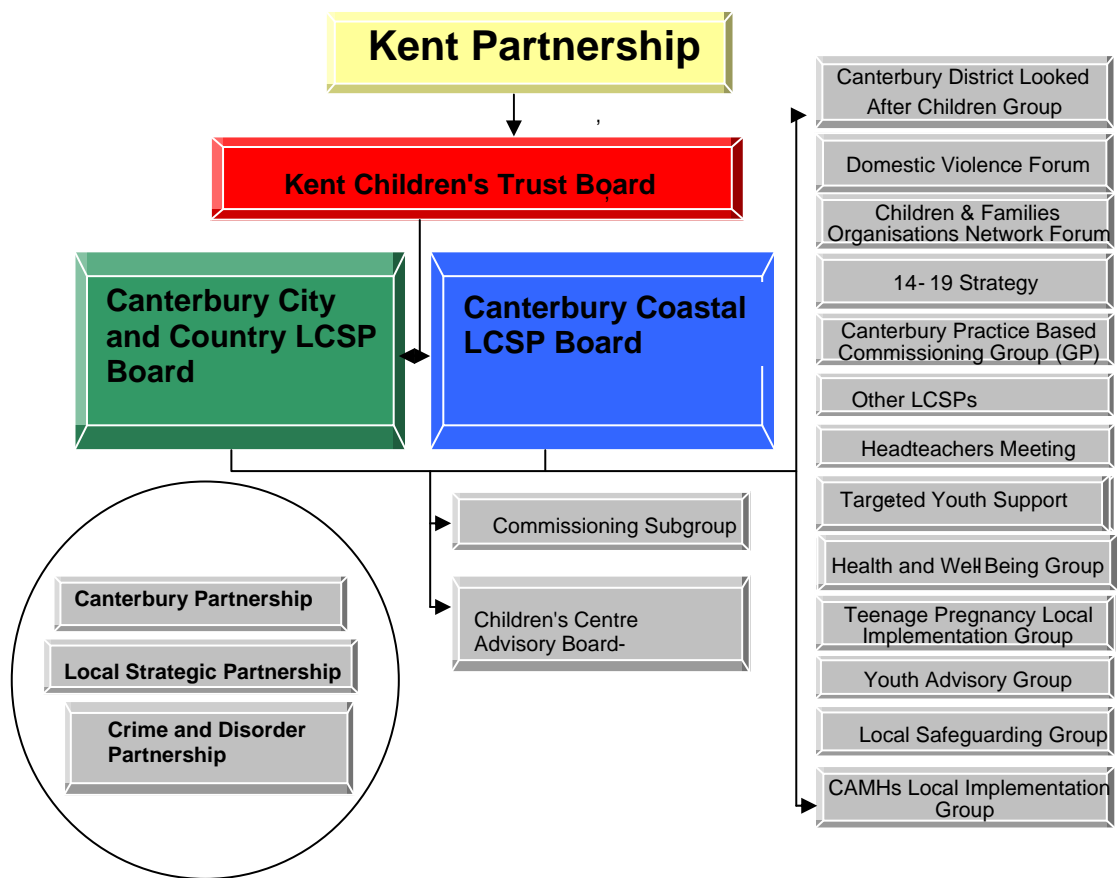 Kent Partnership
,
Kent Children's Trust Board
,
Canterbury City
and Country LCSP
Board
Canterbury Coastal
LCSP Board
Commissioning Subgroup
Children's Centre
Advisory Board-
Canterbury Partnership
Local Strategic Partnership
Crime and Disorder
Partnership
Canterbury District Looked
After Children Group
Domestic Violence Forum
Children & Families
Organisations Network Forum
14- 19 Strategy
Canterbury Practice Based
Commissioning Group (GP)
Other LCSPs
Headteachers Meeting
Targeted Youth Support
Health and Well-Being Group
Teenage Pregnancy Local
Implementation Group
Youth Advisory Group
Local Safeguarding Group
CAMHs Local Implementation
Group